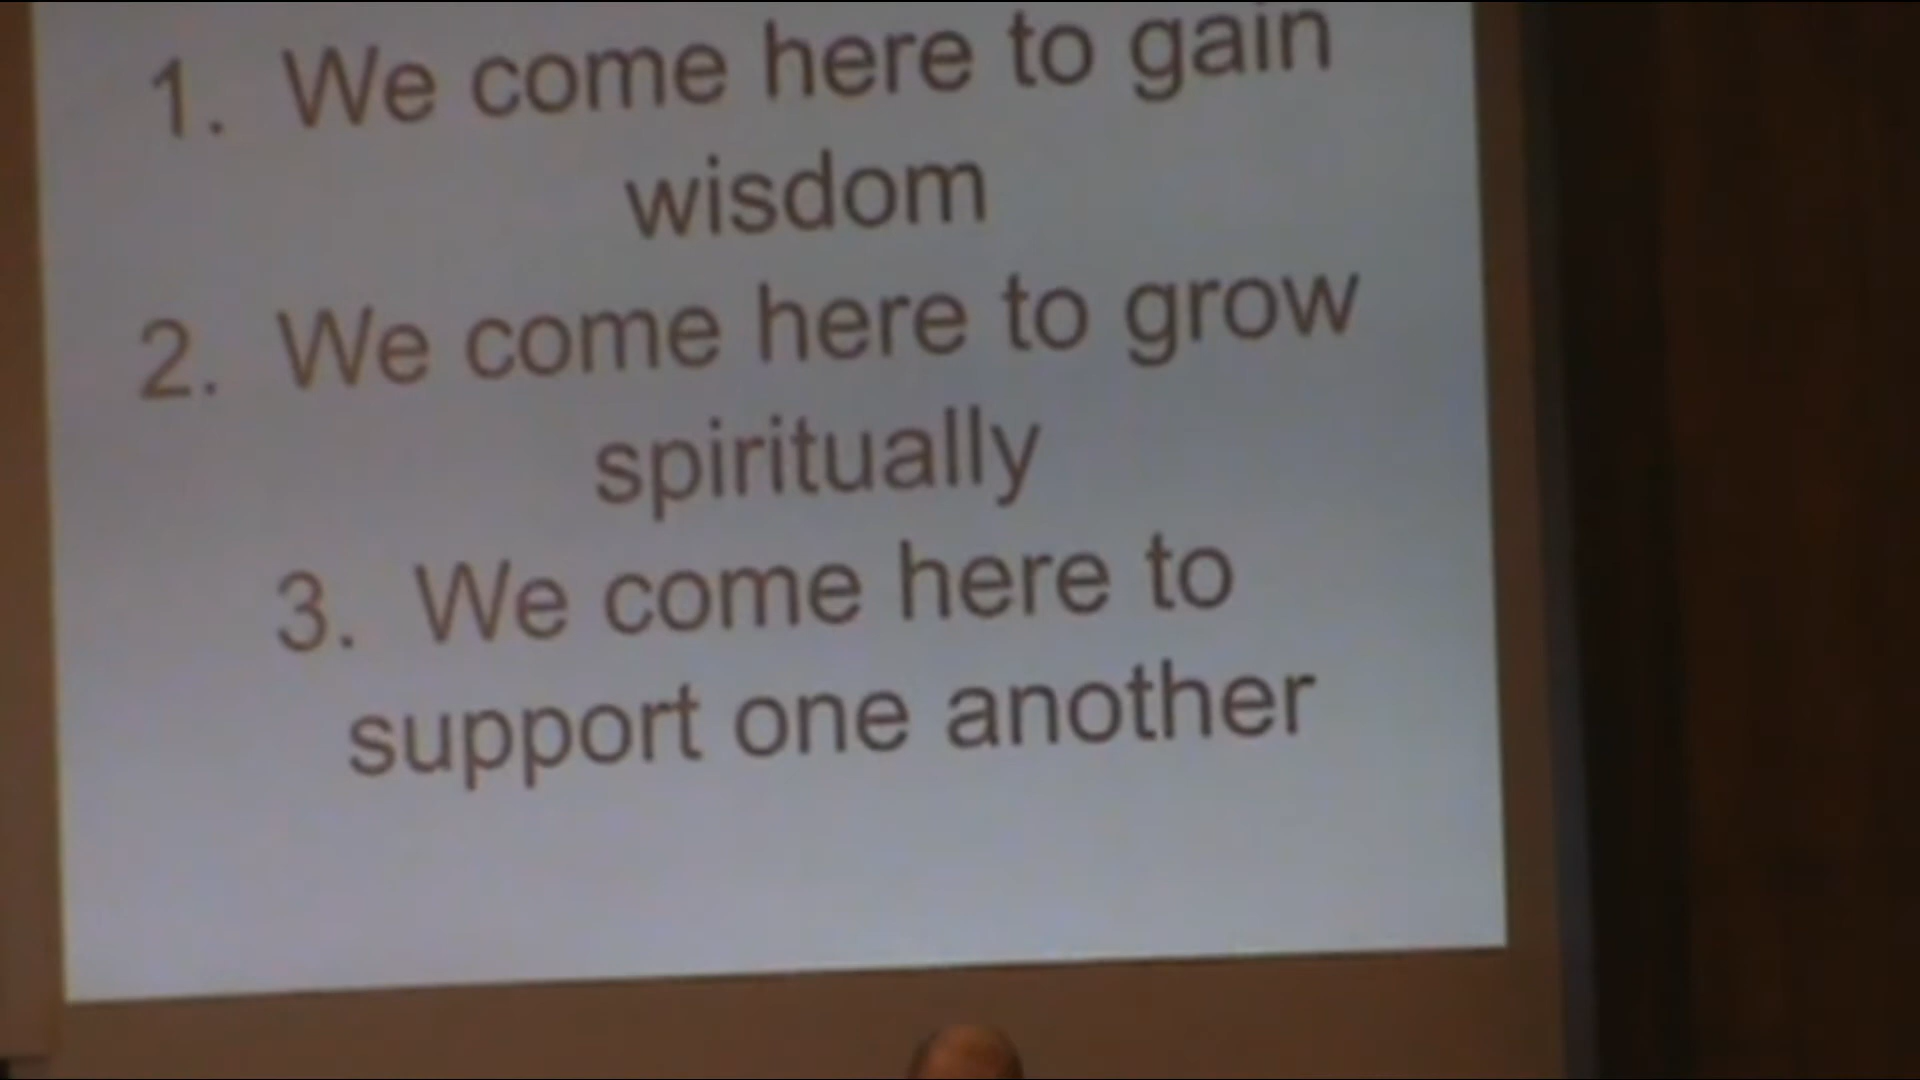 1. We come here to gain
wisdom
2. We come here to grow
spiritually
3. We come here to
support one another